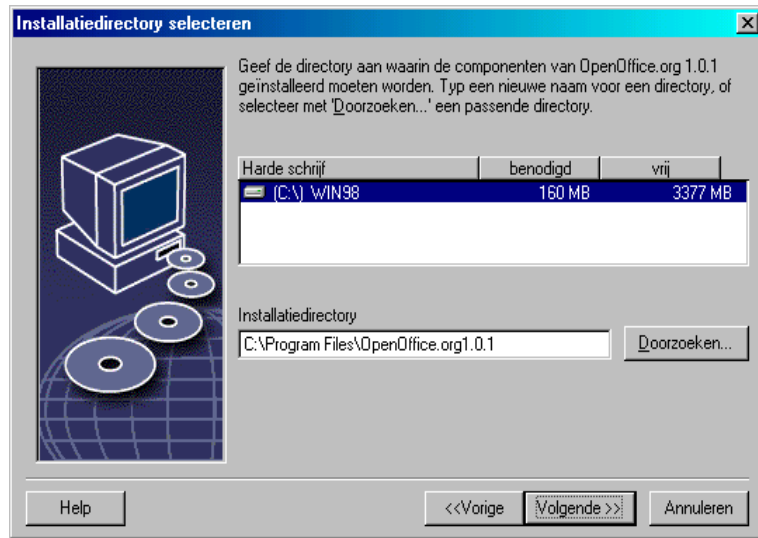 Installatiedirectory selecteren
Geef de directory aan waarin de componenten van OpenOffice.org 1.0.1
geïnstalleerd moeten worden. Typ een nieuwe naam voor een directory, of
selecteer met 'Doorzoeken...' een passende directory.
Harde schrijf benodigd vrij
(C:\) WIN98 160 MB 3377 MB
Installatiedirectory
C:\Program Files\OpenOffice.org1.0.1 Doorzoeken...
Help <<Vorige Volgende >> Annuleren